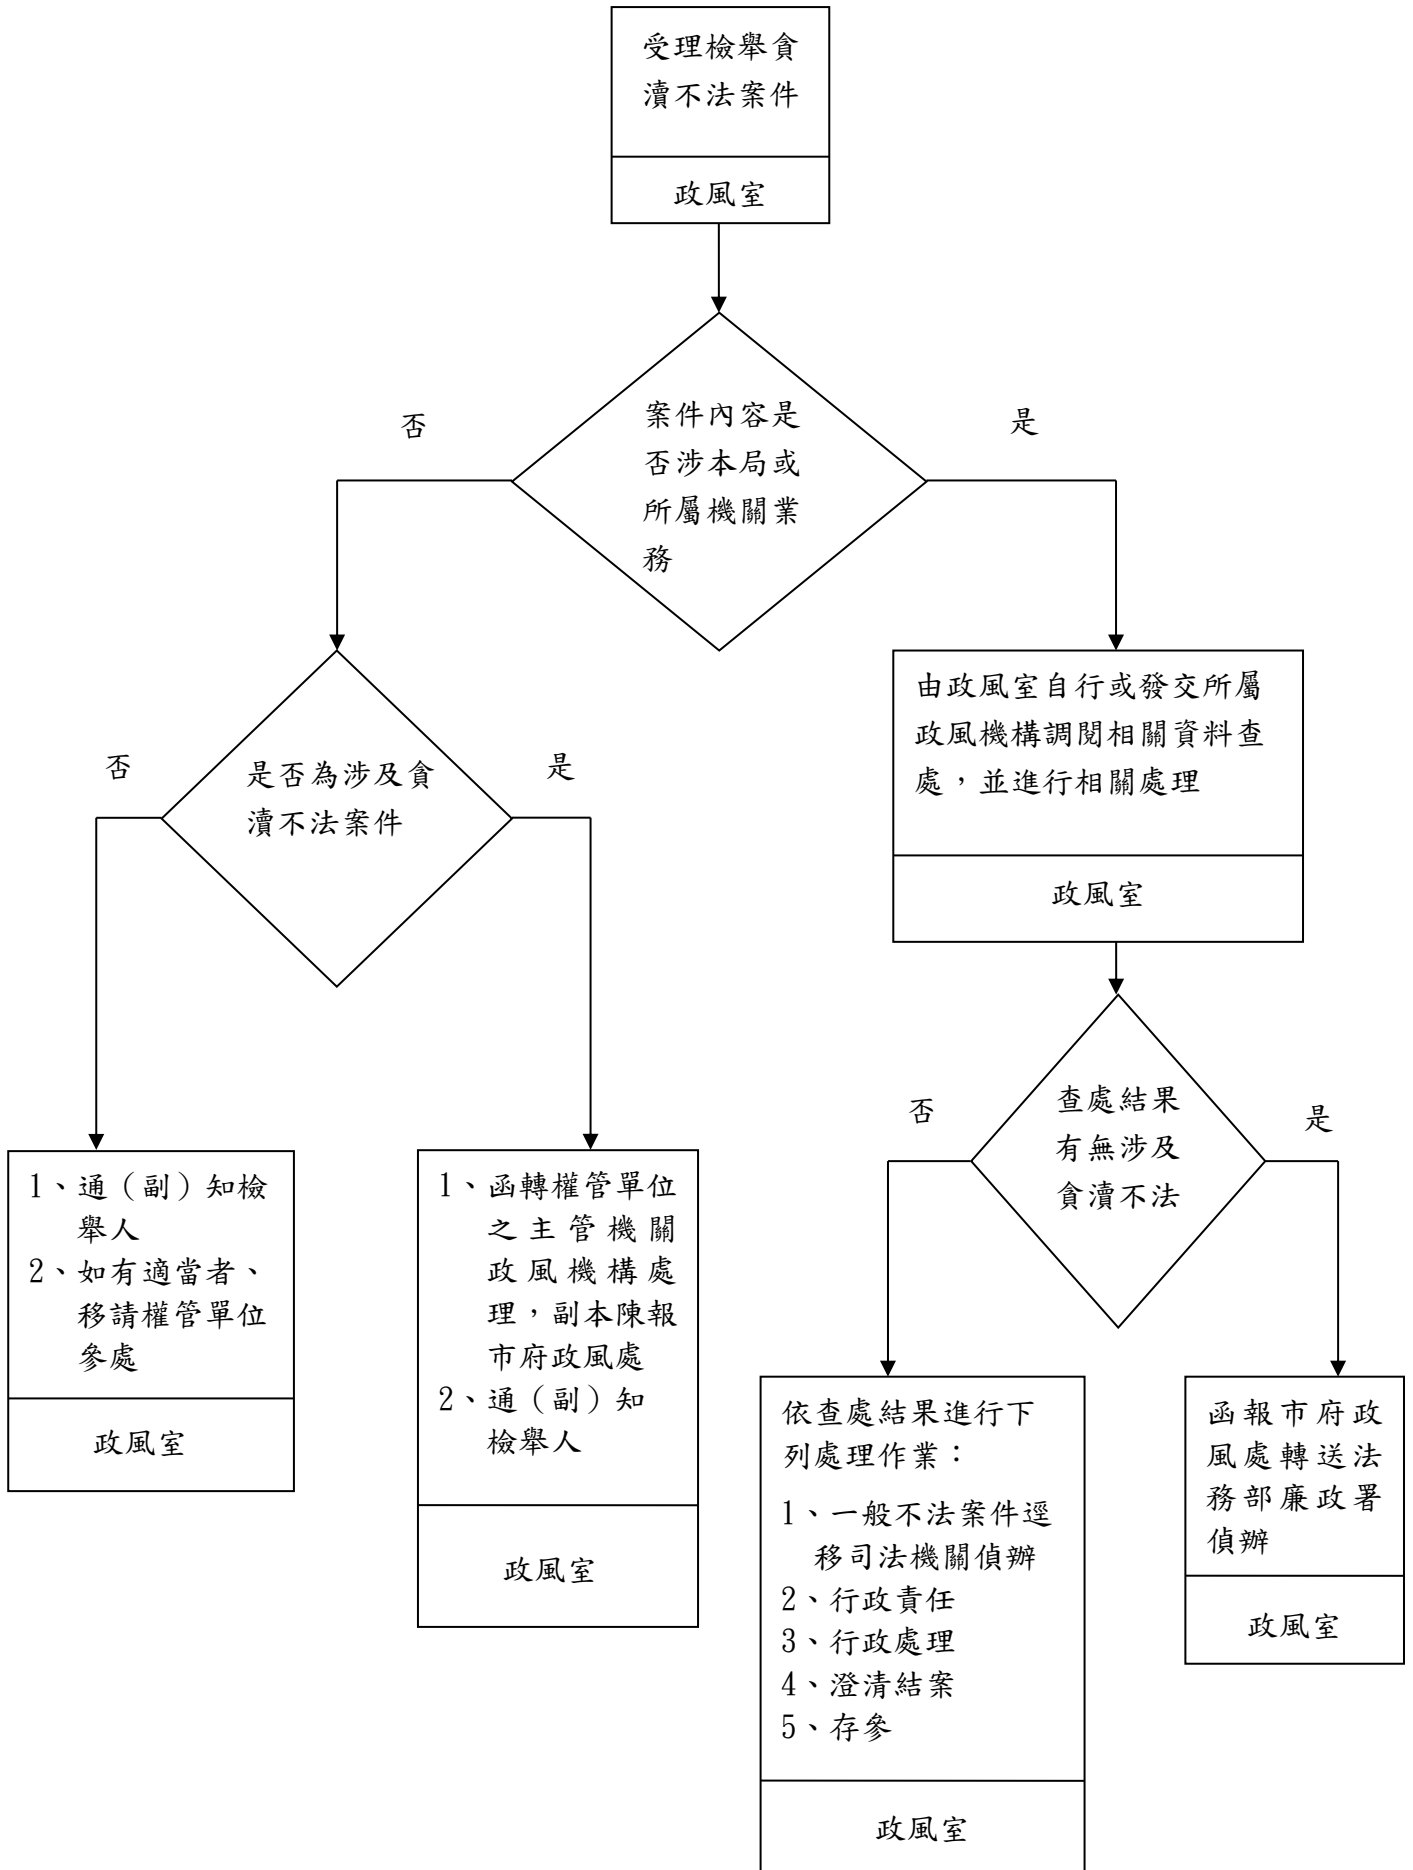 受理檢舉貪
瀆不法案件
政風室
案件內容是
否涉本局或
所屬機關業
務
否
是
是否為涉及貪
瀆不法案件
否
是
由政風室自行或發交所屬
政風機構調閱相關資料查
處，並進行相關處理
政風室
查處結果
有無涉及
貪瀆不法
否
是
1、通（副）知檢
舉人
2、如有適當者、
移請權管單位
參處
政風室
1、函轉權管單位
之主管機關
政風機構處
理，副本陳報
市府政風處
2、通（副）知
檢舉人
政風室
依查處結果進行下
列處理作業：
1、一般不法案件逕
移司法機關偵辦
2、行政責任
3、行政處理
4、澄清結案
5、存參
政風室
函報市府政
風處轉送法
務部廉政署
偵辦
政風室